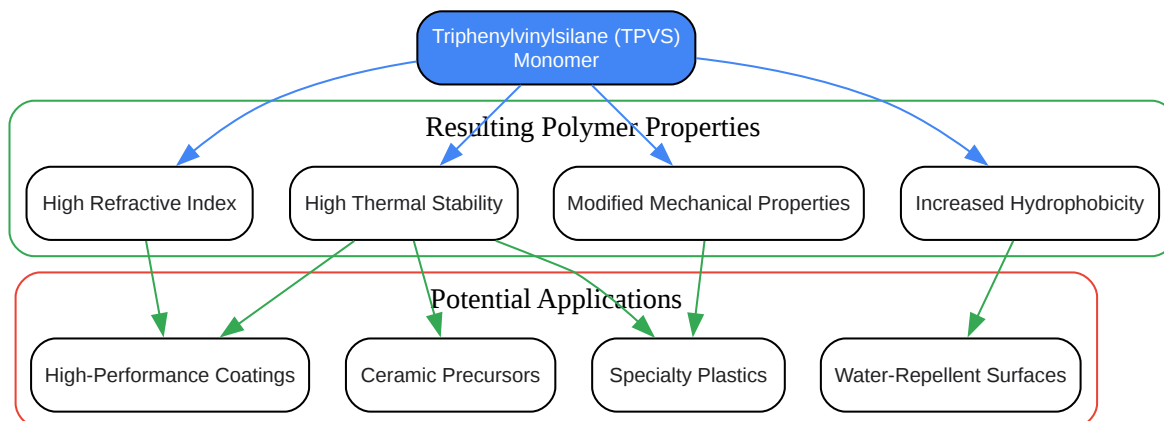 Triphenylvinylsilane (TPVS)
Monomer
Resulting Polymer Properties
High Refractive Index
High Thermal Stability
Modified Mechanical Properties
Increased Hydrophobicity
Potential Applications
High-Performance Coatings
Ceramic Precursors
Specialty Plastics
Water-Repellent Surfaces